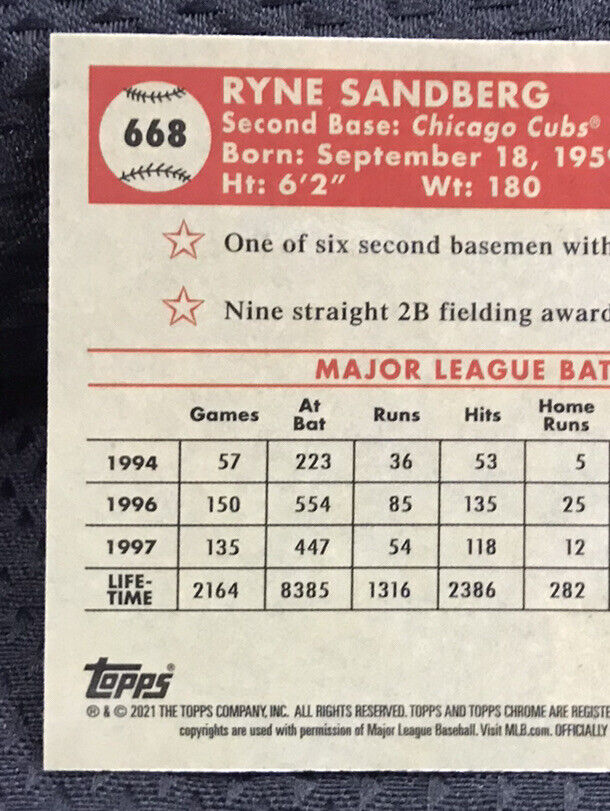 668
RYNE SANDBERG
Second Base: Chicago Cubs®
Born: September 18, 195
Ht: 6'2" Wt: 180
One of six second basemen with
Nine straight 2B fielding award
MAJOR LEAGUE BAT
Games At Bat Runs Hits Home Runs
1994 57 223 36 53 5
1996 150 554 85 135 25
1997 135 447 54 118 12
LIFE-TIME 2164 8385 1316 2386 282
topps®
® & © 2021 THE TOPPS COMPANY, INC. ALL RIGHTS RESERVED. TOPPS AND TOPPS CHROME ARE REGISTE
copyrights are used with permission of Major League Baseball. Visit MLB.com. OFFICIALLY